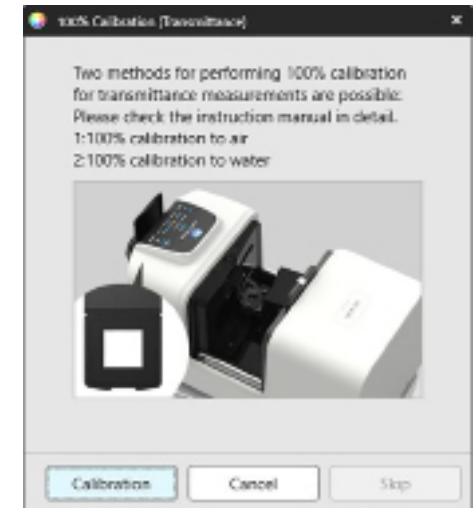 100% Calibration (Transmittance)
Two methods for performing 100% calibration
for transmittance measurements are possible:
Please check the instruction manual in detail.
1:100% calibration to air
2:100% calibration to water
Calibration
Cancel
Skip